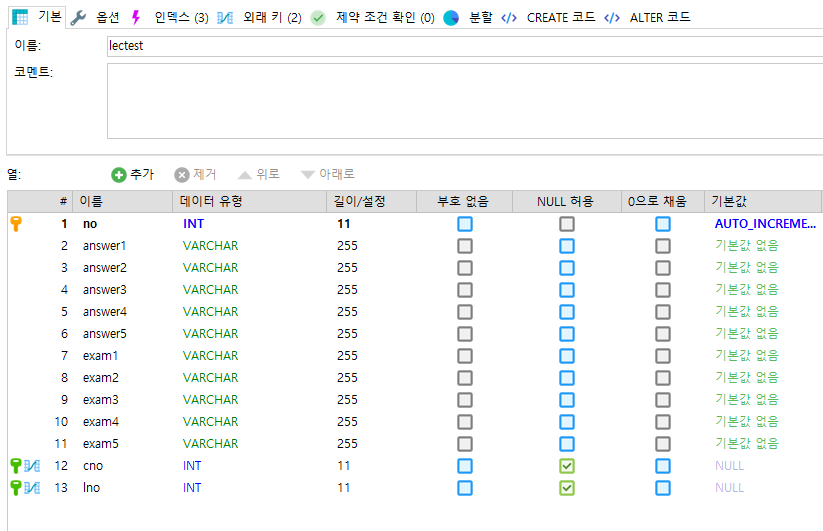 기본 옵션 인덱스 (3) 외래 키 (2) 제약 조건 확인 (0) 분할 </> CREATE 코드 </> ALTER 코드
이름: lectest
코멘트:
열: 추가 제거 위로 아래로
# 이름 데이터 유형 길이/설정 부호 없음 NULL 허용 0으로 채움 기본값
1 no INT 11 AUTO_INCREME...
2 answer1 VARCHAR 255 기본값 없음
3 answer2 VARCHAR 255 기본값 없음
4 answer3 VARCHAR 255 기본값 없음
5 answer4 VARCHAR 255 기본값 없음
6 answer5 VARCHAR 255 기본값 없음
7 exam1 VARCHAR 255 기본값 없음
8 exam2 VARCHAR 255 기본값 없음
9 exam3 VARCHAR 255 기본값 없음
10 exam4 VARCHAR 255 기본값 없음
11 exam5 VARCHAR 255 기본값 없음
12 cno INT 11 NULL
13 lno INT 11 NULL